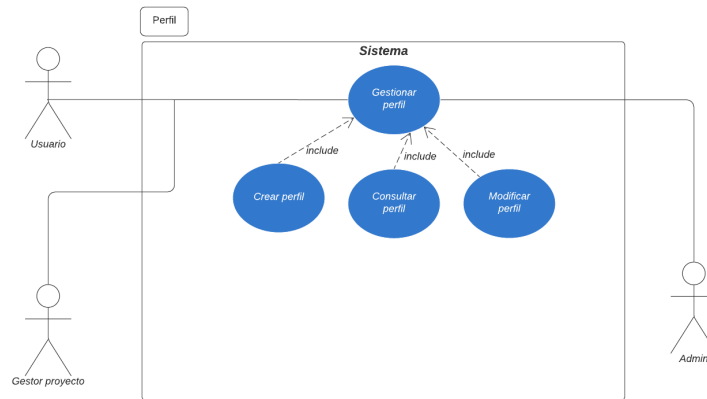 Perfil
Sistema
Gestionar
perfil
Usuario
include
include
include
Crear perfil
Consultar
perfil
Modificar
perfil
Gestor proyecto
Admin